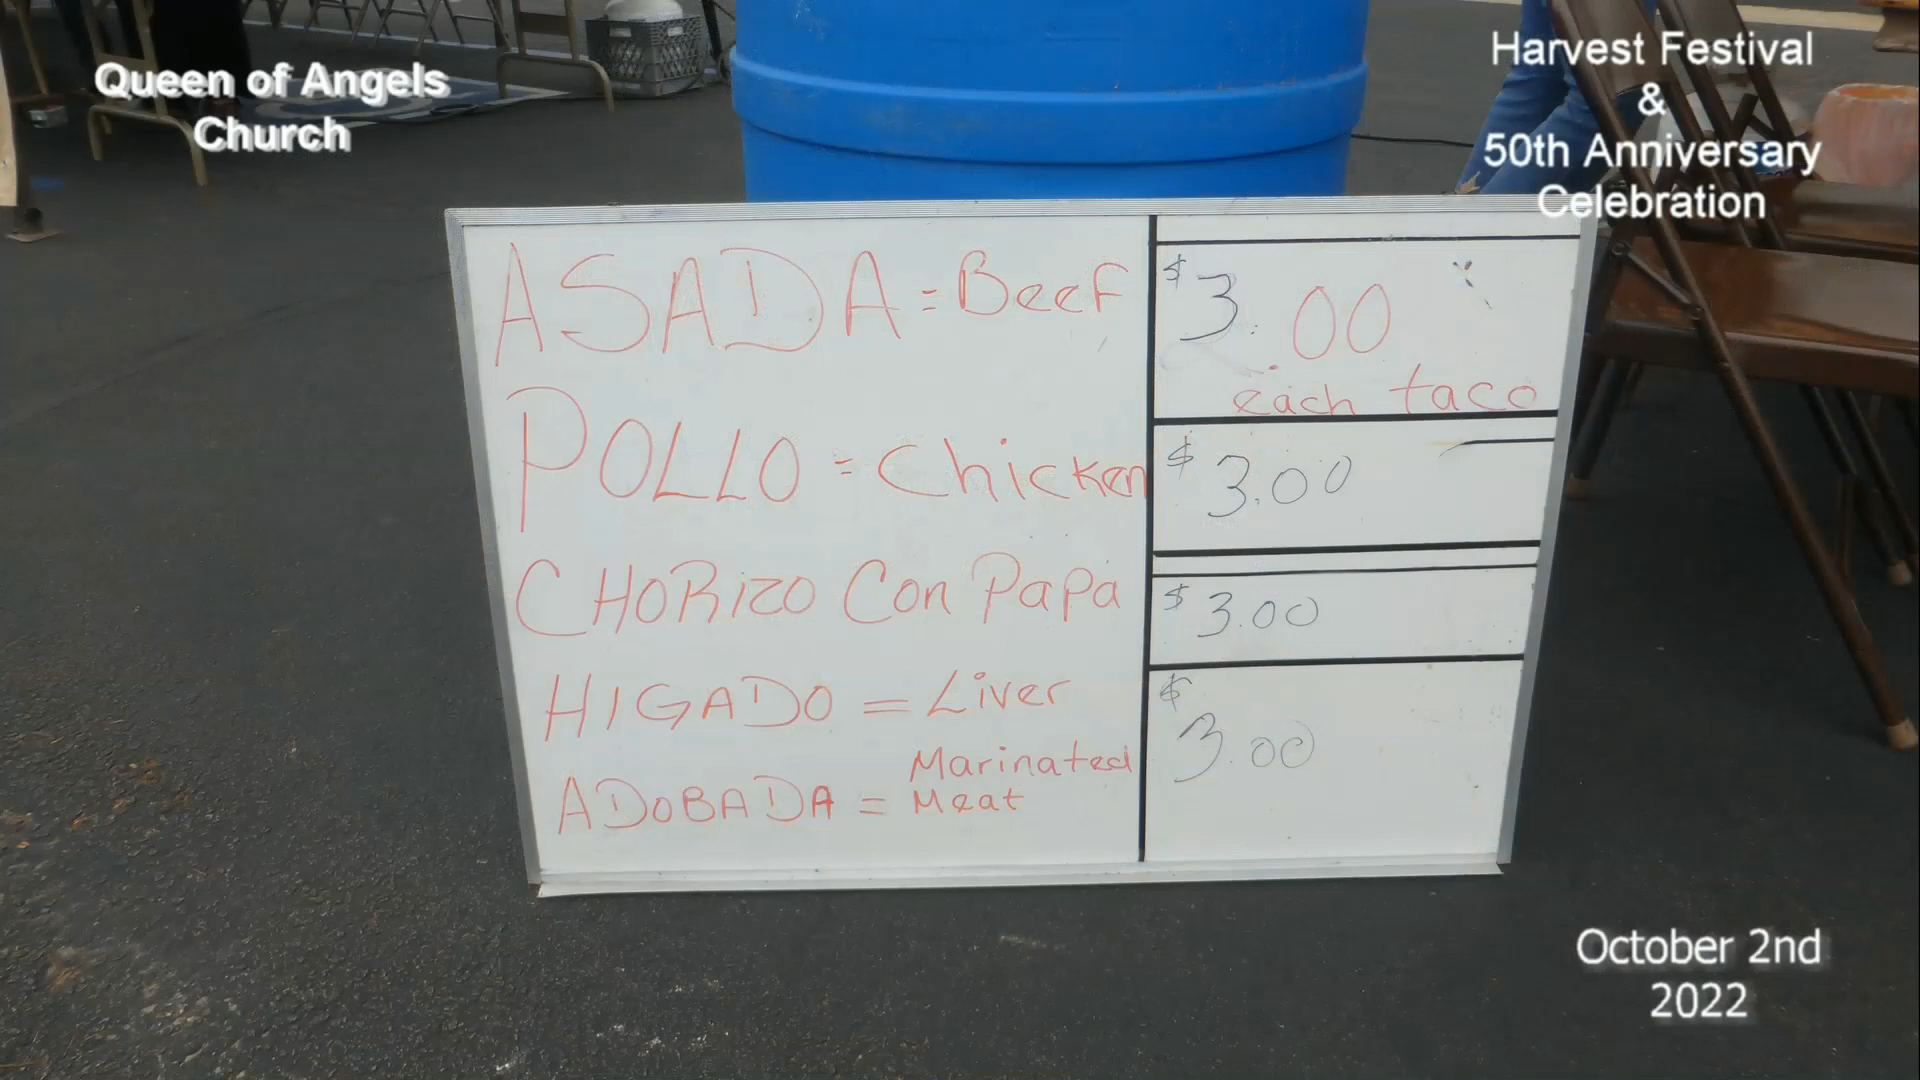 Queen of Angels
Church
Harvest Festival
&
50th Anniversary
Celebration
ASADA = Beef
$3.00
each taco
POLLO = Chicken
$3.00
CHORizo Con Papa
$3.00
HIGADO = Liver
$3.00
ADOBADA = Marinated
Meat
October 2nd
2022